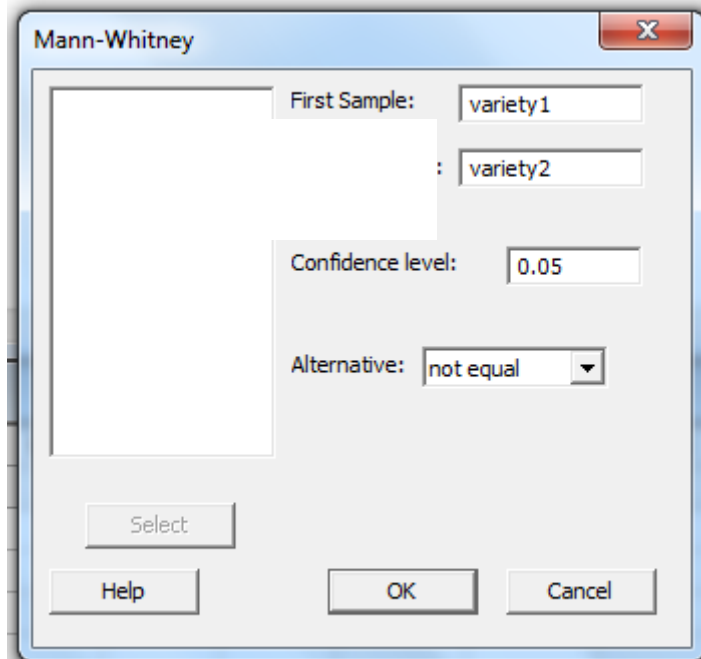 Mann-Whitney
First Sample: variety1
: variety2
Confidence level: 0.05
Alternative: not equal
Select
Help OK Cancel